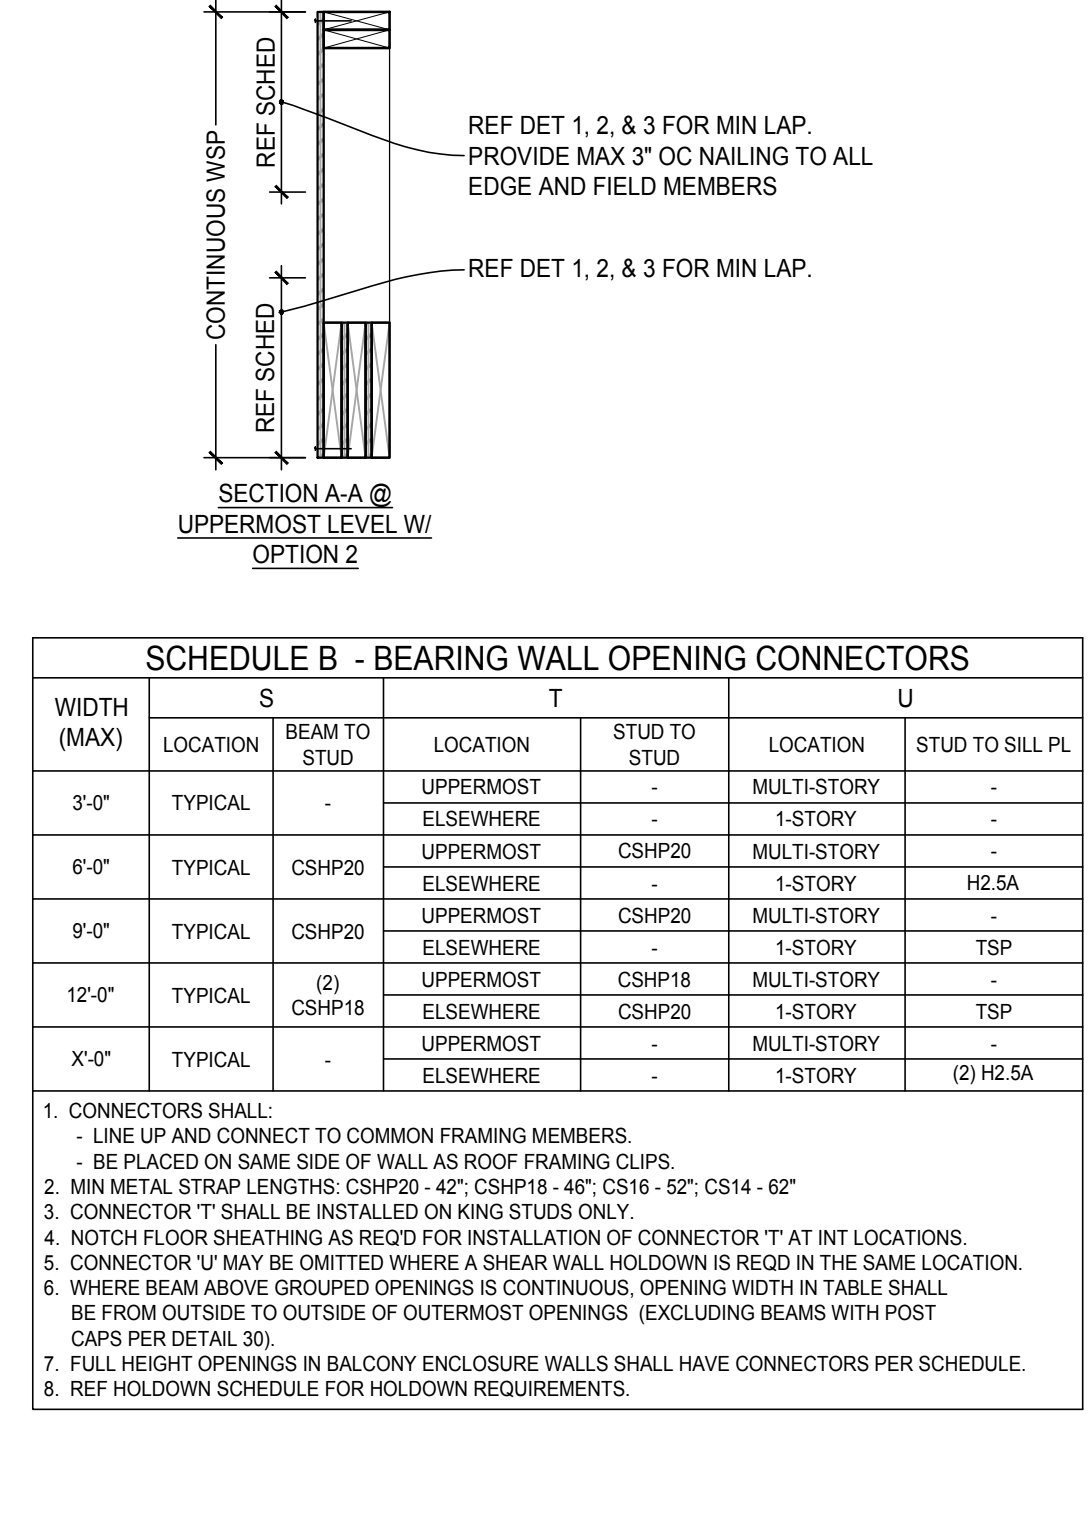 CONTINUOUS WSP
REF SCHED
REF SCHED
REF DET 1, 2, & 3 FOR MIN LAP.
PROVIDE MAX 3" OC NAILING TO ALL
EDGE AND FIELD MEMBERS
REF DET 1, 2, & 3 FOR MIN LAP.
SECTION A-A @
UPPERMOST LEVEL W/
OPTION 2
SCHEDULE B - BEARING WALL OPENING CONNECTORS
WIDTH (MAX) S T U
LOCATION BEAM TO STUD LOCATION STUD TO STUD LOCATION STUD TO SILL PL
3'-0" TYPICAL - UPPERMOST - MULTI-STORY -
ELSEWHERE - 1-STORY -
6'-0" TYPICAL CSHP20 UPPERMOST CSHP20 MULTI-STORY -
ELSEWHERE - 1-STORY H2.5A
9'-0" TYPICAL CSHP20 UPPERMOST CSHP20 MULTI-STORY -
ELSEWHERE - 1-STORY TSP
12'-0" TYPICAL (2) CSHP18 UPPERMOST CSHP18 MULTI-STORY -
ELSEWHERE CSHP20 1-STORY TSP
X'-0" TYPICAL - UPPERMOST - MULTI-STORY -
ELSEWHERE - 1-STORY (2) H2.5A
1. CONNECTORS SHALL:
- LINE UP AND CONNECT TO COMMON FRAMING MEMBERS.
- BE PLACED ON SAME SIDE OF WALL AS ROOF FRAMING CLIPS.
2. MIN METAL STRAP LENGTHS: CSHP20 - 42"; CSHP18 - 46"; CS16 - 52"; CS14 - 62"
3. CONNECTOR 'T' SHALL BE INSTALLED ON KING STUDS ONLY.
4. NOTCH FLOOR SHEATHING AS REQ'D FOR INSTALLATION OF CONNECTOR 'T' AT INT LOCATIONS.
5. CONNECTOR 'U' MAY BE OMITTED WHERE A SHEAR WALL HOLDOWN IS REQD IN THE SAME LOCATION.
6. WHERE BEAM ABOVE GROUPED OPENINGS IS CONTINUOUS, OPENING WIDTH IN TABLE SHALL
BE FROM OUTSIDE TO OUTSIDE OF OUTERMOST OPENINGS (EXCLUDING BEAMS WITH POST
CAPS PER DETAIL 30).
7. FULL HEIGHT OPENINGS IN BALCONY ENCLOSURE WALLS SHALL HAVE CONNECTORS PER SCHEDULE.
8. REF HOLDOWN SCHEDULE FOR HOLDOWN REQUIREMENTS.